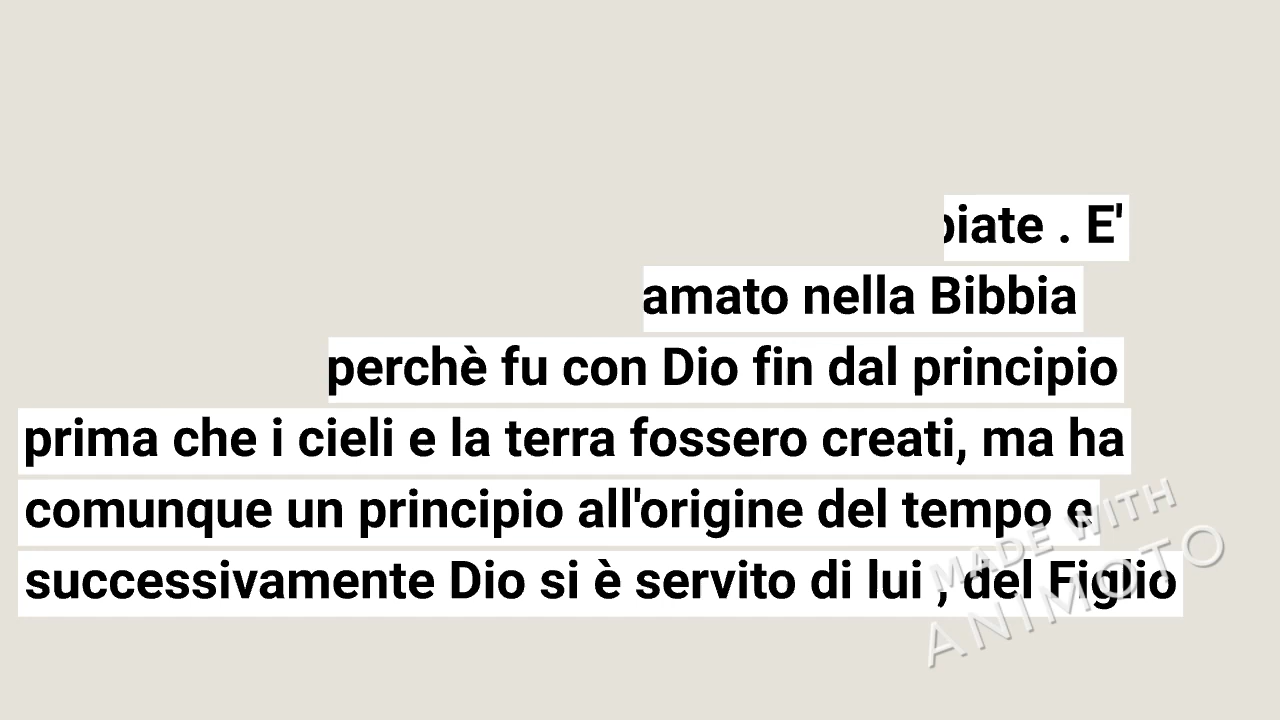 iate . E'
amato nella Bibbia
perchè fu con Dio fin dal principio
prima che i cieli e la terra fossero creati, ma ha
comunque un principio all'origine del tempo e
successivamente Dio si è servito di lui , del Figlio
MADE WITH
ANIMOTO